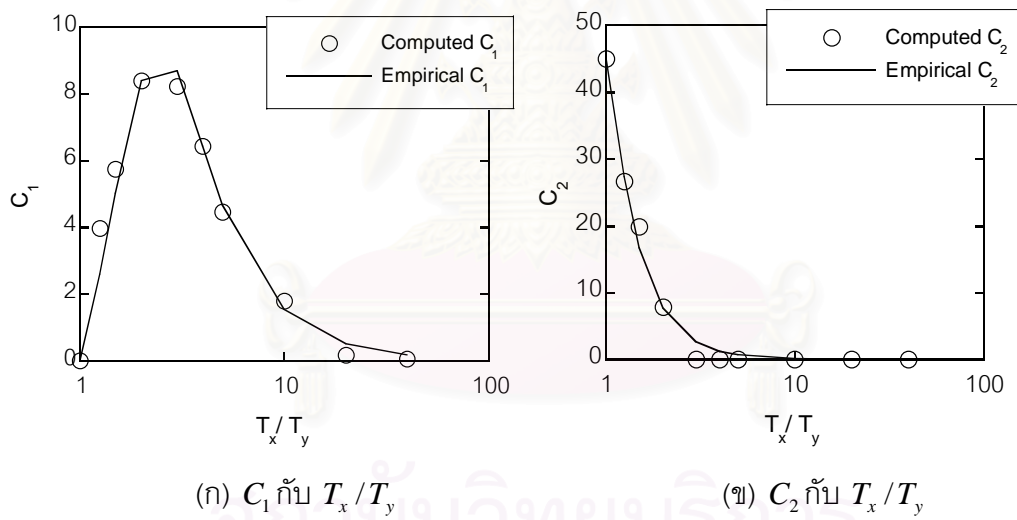 10
8
6
4
2
0
C1
Computed C1
Empirical C1
1
10
100
Tx/Ty
50
40
30
20
10
0
C2
Computed C2
Empirical C2
1
10
100
Tx/Ty
(ก) C1 กับ Tx/Ty
(ข) C2 กับ Tx/Ty